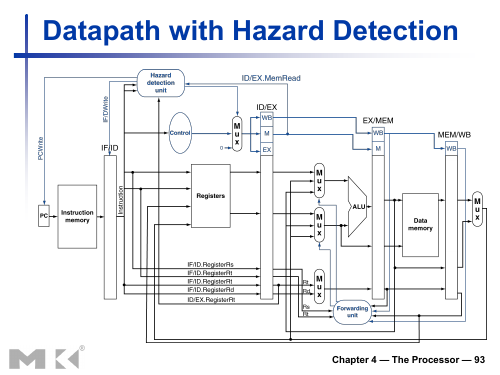 Datapath with Hazard Detection
Hazard
detection
unit
ID/EX.MemRead
IF/DWrite
PCWrite
ID/EX
WB
M
EX
Control
M
u
x
0
EX/MEM
WB
M
MEM/WB
WB
IF/ID
PC
Instruction
memory
Instruction
Registers
M
u
x
M
u
x
ALU
Data
memory
M
u
x
IF/ID.RegisterRs
IF/ID.RegisterRt
IF/ID.RegisterRt
IF/ID.RegisterRd
ID/EX.RegisterRt
Rt
Rd
M
u
x
Rs
Rt
Forwarding
unit
MK®
Chapter 4 — The Processor — 93